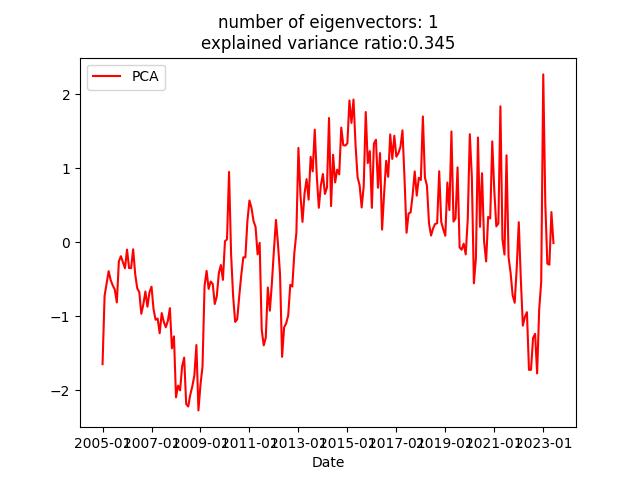 number of eigenvectors: 1
explained variance ratio:0.345
PCA
2
1
0
−1
−2
2005-01 2007-01 2009-01 2011-01 2013-01 2015-01 2017-01 2019-01 2021-01 2023-01
Date